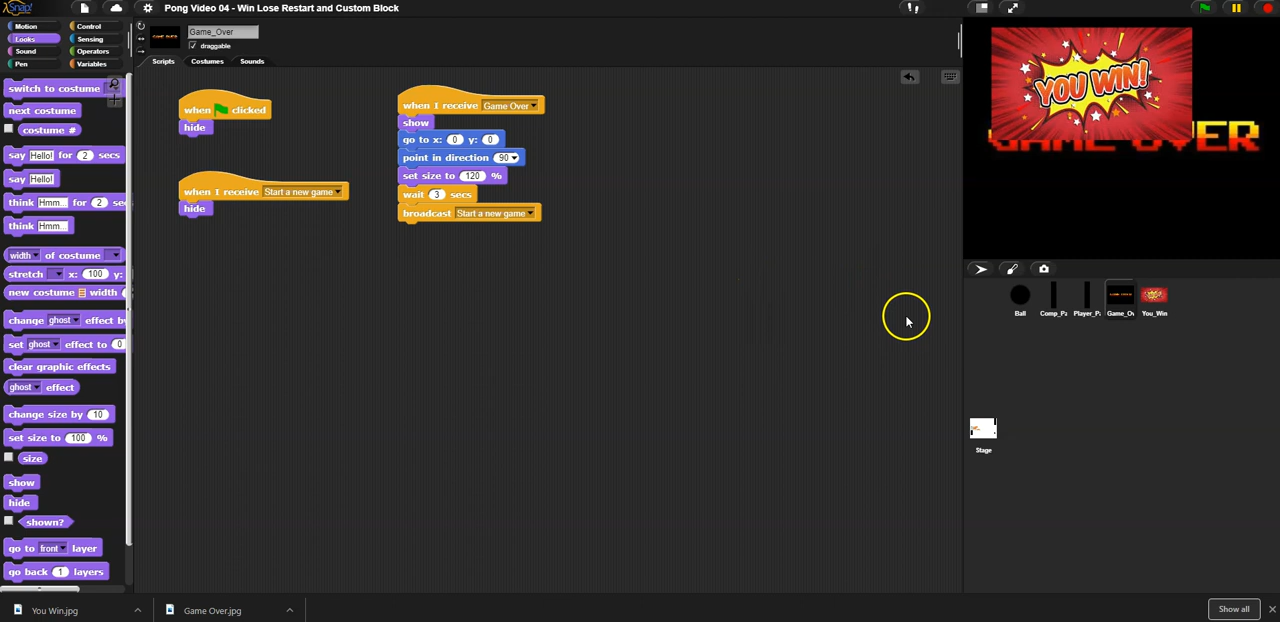 Snap!
Pong Video 04 - Win Lose Restart and Custom Block
Motion
Control
Looks
Sensing
Sound
Operators
Pen
Variables
Game_Over
draggable
Scripts
Costumes
Sounds
switch to costume
next costume
costume #
say Hello! for 2 secs
say Hello!
think Hmm... for 2
think Hmm...
width of costume
stretch x: 100 y:
new costume width
change ghost effect
set ghost effect to 0
clear graphic effects
ghost effect
change size by 10
set size to 100 %
size
show
hide
shown?
go to front layer
go back 1 layers
when clicked
hide
when I receive Start a new game
hide
when I receive Game Over
show
go to x: 0 y: 0
point in direction 90
set size to 120 %
wait 3 secs
broadcast Start a new game
YOU WIN!
GAME OVER
Ball
Comp_Pa
Player_Pa
Game_Ov
You_Win
Stage
You Win.jpg
Game Over.jpg
Show all